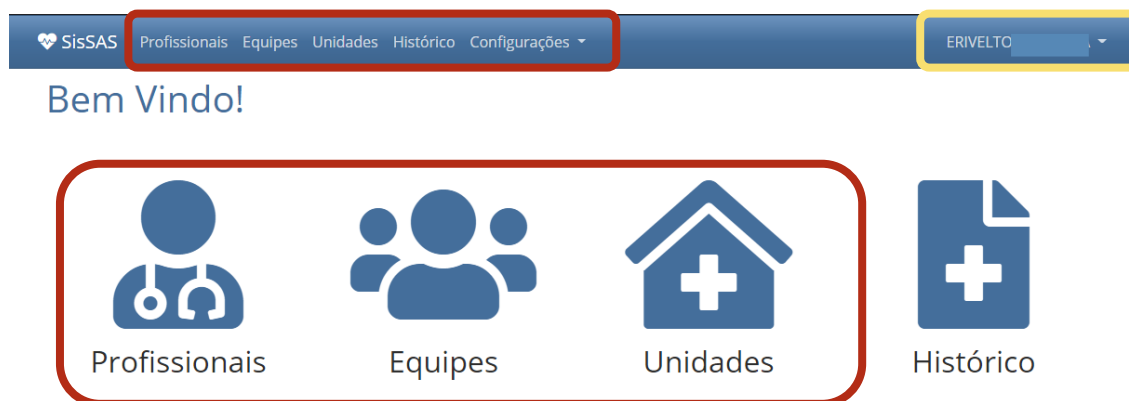 SisSAS Profissionais Equipes Unidades Histórico Configurações ERIVELTO
Bem Vindo!
Profissionais Equipes Unidades Histórico